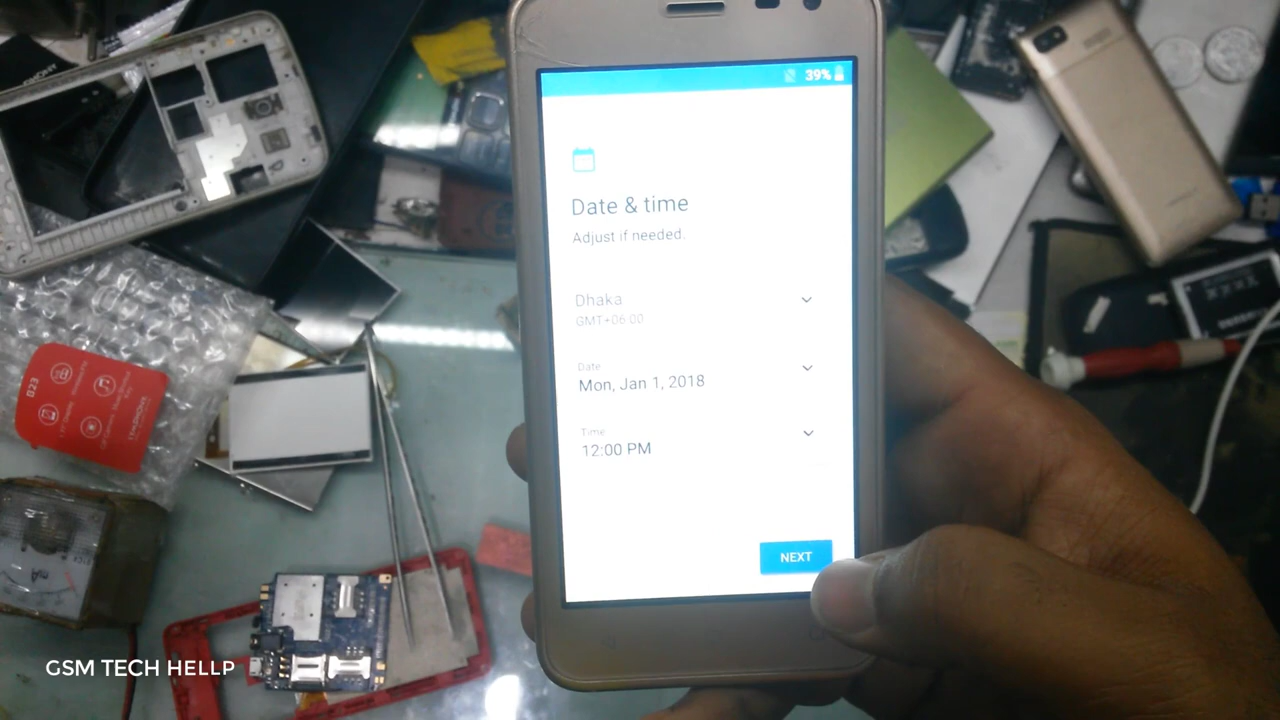 39%
Date & time
Adjust if needed.
Dhaka
GMT+06:00
Date
Mon, Jan 1, 2018
Time
12:00 PM
NEXT
B23
GSM TECH HELLP